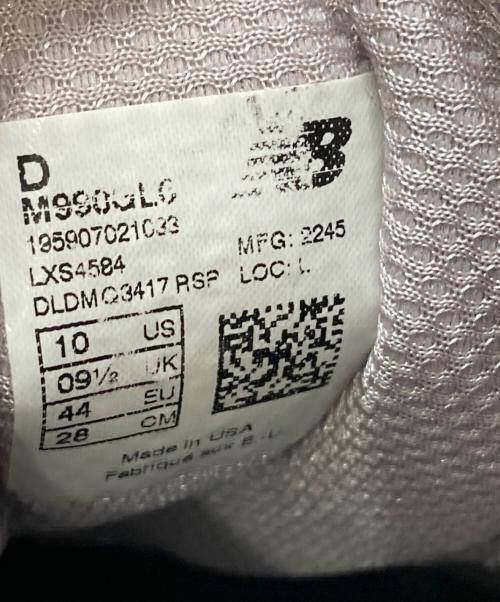 D
M990GL6
195907021033
LXS4584
DLDMQ3417 RSP
MFG: 2245
LOC: L
10 US
09½ UK
44 EU
28 CM
Made in USA
Fabriqué aux